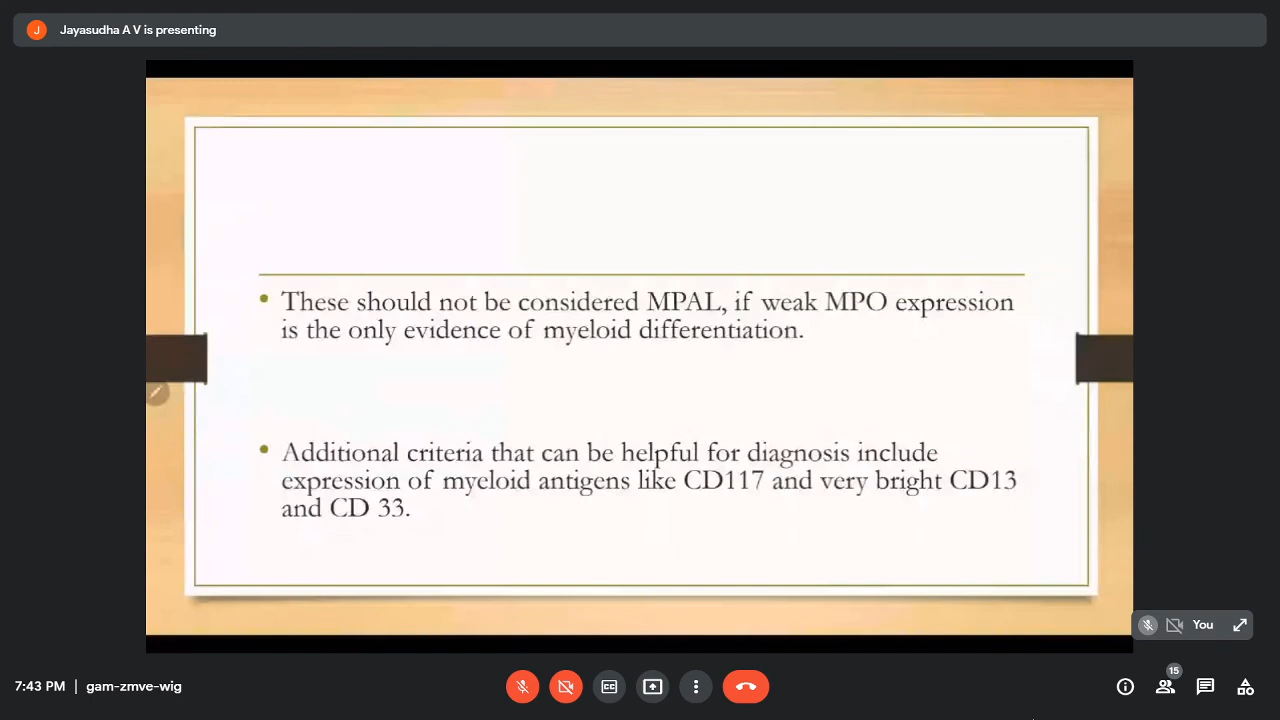 J
Jayasudha A V is presenting
• These should not be considered MPAL, if weak MPO expression
is the only evidence of myeloid differentiation.
• Additional criteria that can be helpful for diagnosis include
expression of myeloid antigens like CD117 and very bright CD13
and CD 33.
You
7:43 PM | gam-zmve-wig
CC
15